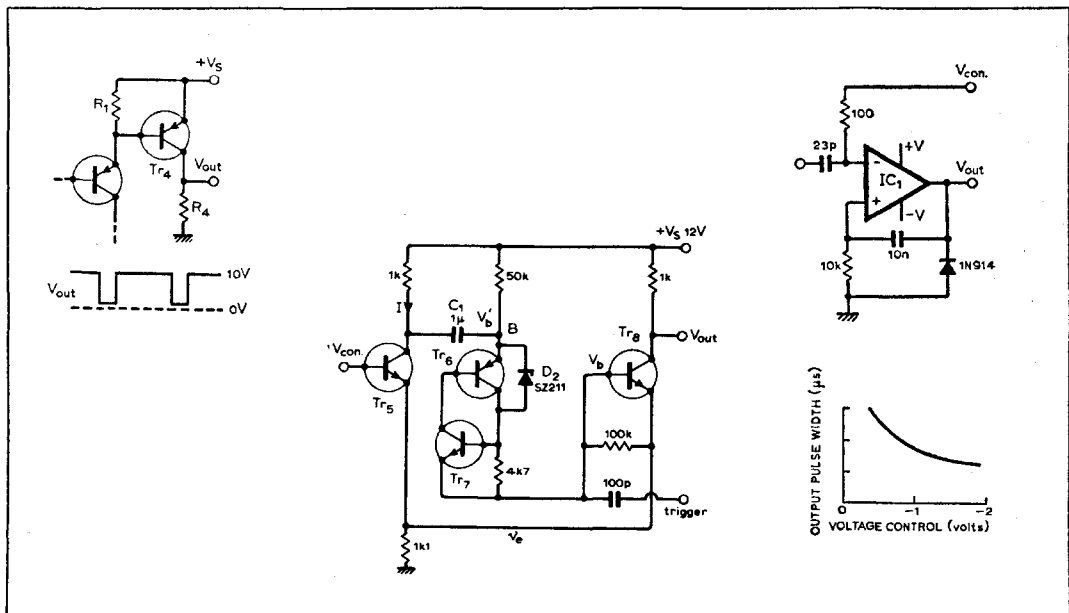 +VS
R1
Tr4
Vout
R4
Vout
10V
0V
+VS 12V
1k
50k
1k
I
C1
1µ
Vb'
B
Vout
Tr8
Vcon.
Tr6
D2
SZ211
Vb
Tr5
100k
Tr7
4k7
100p
trigger
Ve
1k1
Vcon.
100
23p
+V
-
IC1
Vout
+
-V
10n
10k
1N914
OUTPUT PULSE WIDTH (µs)
0
-1
-2
VOLTAGE CONTROL (volts)